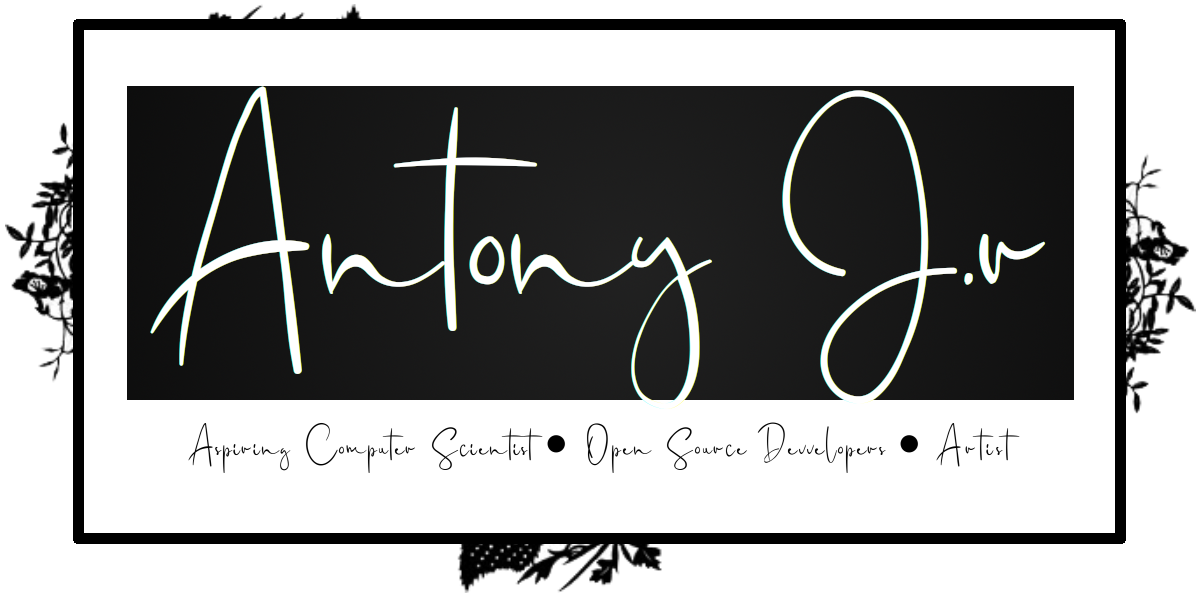 Antony J.r
Aspiring Computer Scientist ● Open Source Devvelopers ● Artist